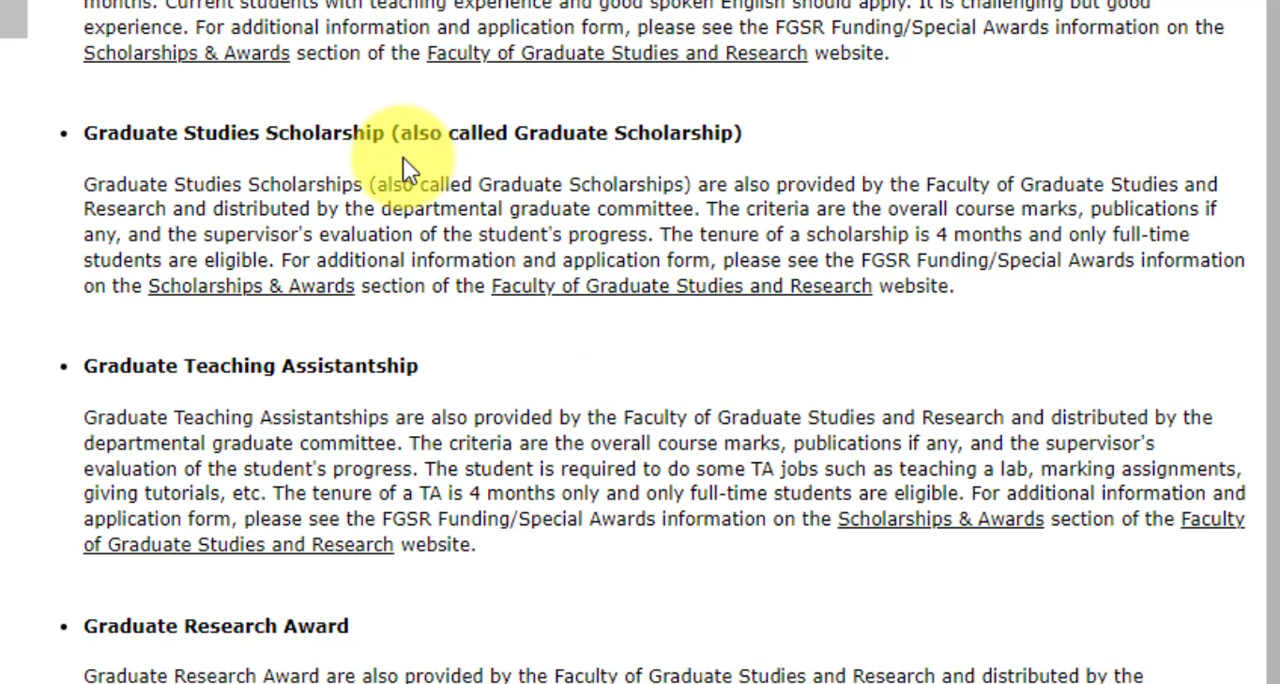 months. Current students with teaching experience and good spoken English should apply. It is challenging but good
experience. For additional information and application form, please see the FGSR Funding/Special Awards information on the
Scholarships & Awards section of the Faculty of Graduate Studies and Research website.
• Graduate Studies Scholarship (also called Graduate Scholarship)
Graduate Studies Scholarships (also called Graduate Scholarships) are also provided by the Faculty of Graduate Studies and
Research and distributed by the departmental graduate committee. The criteria are the overall course marks, publications if
any, and the supervisor's evaluation of the student's progress. The tenure of a scholarship is 4 months and only full-time
students are eligible. For additional information and application form, please see the FGSR Funding/Special Awards information
on the Scholarships & Awards section of the Faculty of Graduate Studies and Research website.
• Graduate Teaching Assistantship
Graduate Teaching Assistantships are also provided by the Faculty of Graduate Studies and Research and distributed by the
departmental graduate committee. The criteria are the overall course marks, publications if any, and the supervisor's
evaluation of the student's progress. The student is required to do some TA jobs such as teaching a lab, marking assignments,
giving tutorials, etc. The tenure of a TA is 4 months only and only full-time students are eligible. For additional information and
application form, please see the FGSR Funding/Special Awards information on the Scholarships & Awards section of the Faculty
of Graduate Studies and Research website.
• Graduate Research Award
Graduate Research Award are also provided by the Faculty of Graduate Studies and Research and distributed by the